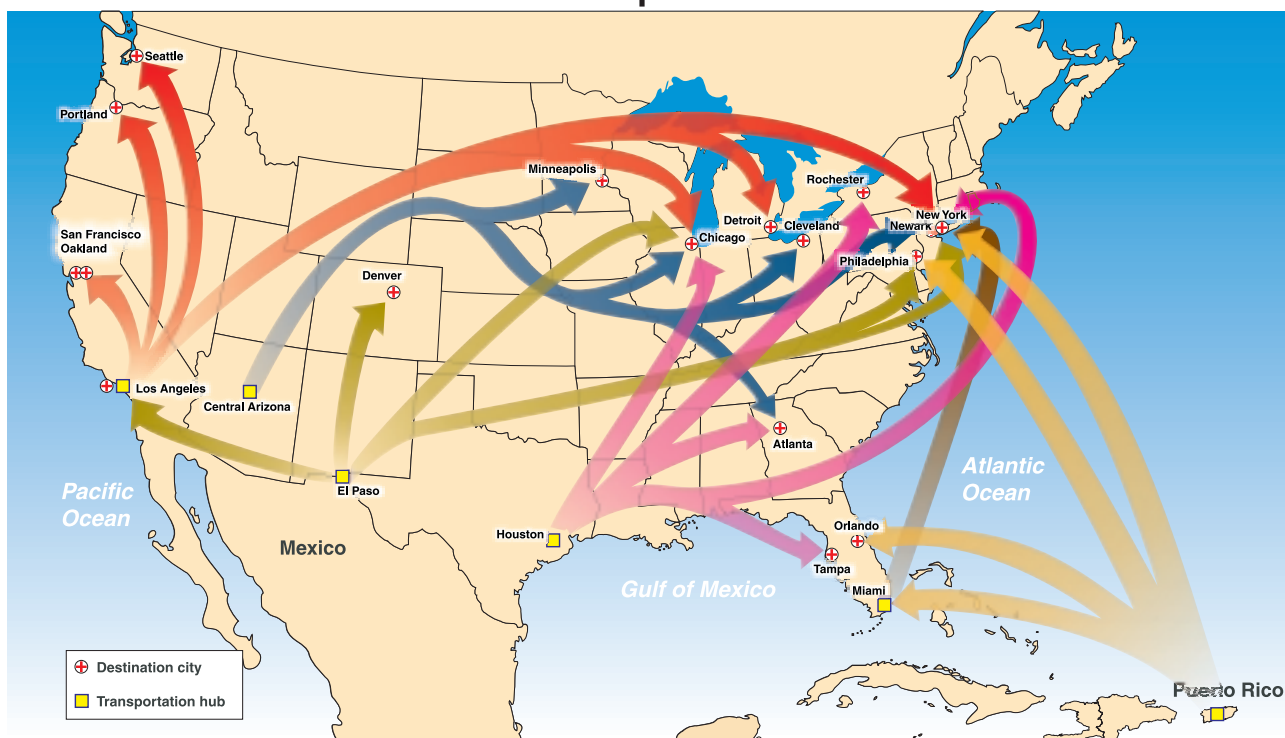 Seattle
Portland
Minneapolis
Rochester
New York
Newark
Detroit
Cleveland
San Francisco
Oakland
Chicago
Philadelphia
Denver
Los Angeles
Central Arizona
Atlanta
Pacific
Ocean
El Paso
Atlantic
Ocean
Houston
Orlando
Mexico
Tampa
Gulf of Mexico
Miami
Destination city
Transportation hub
Puerto Rico